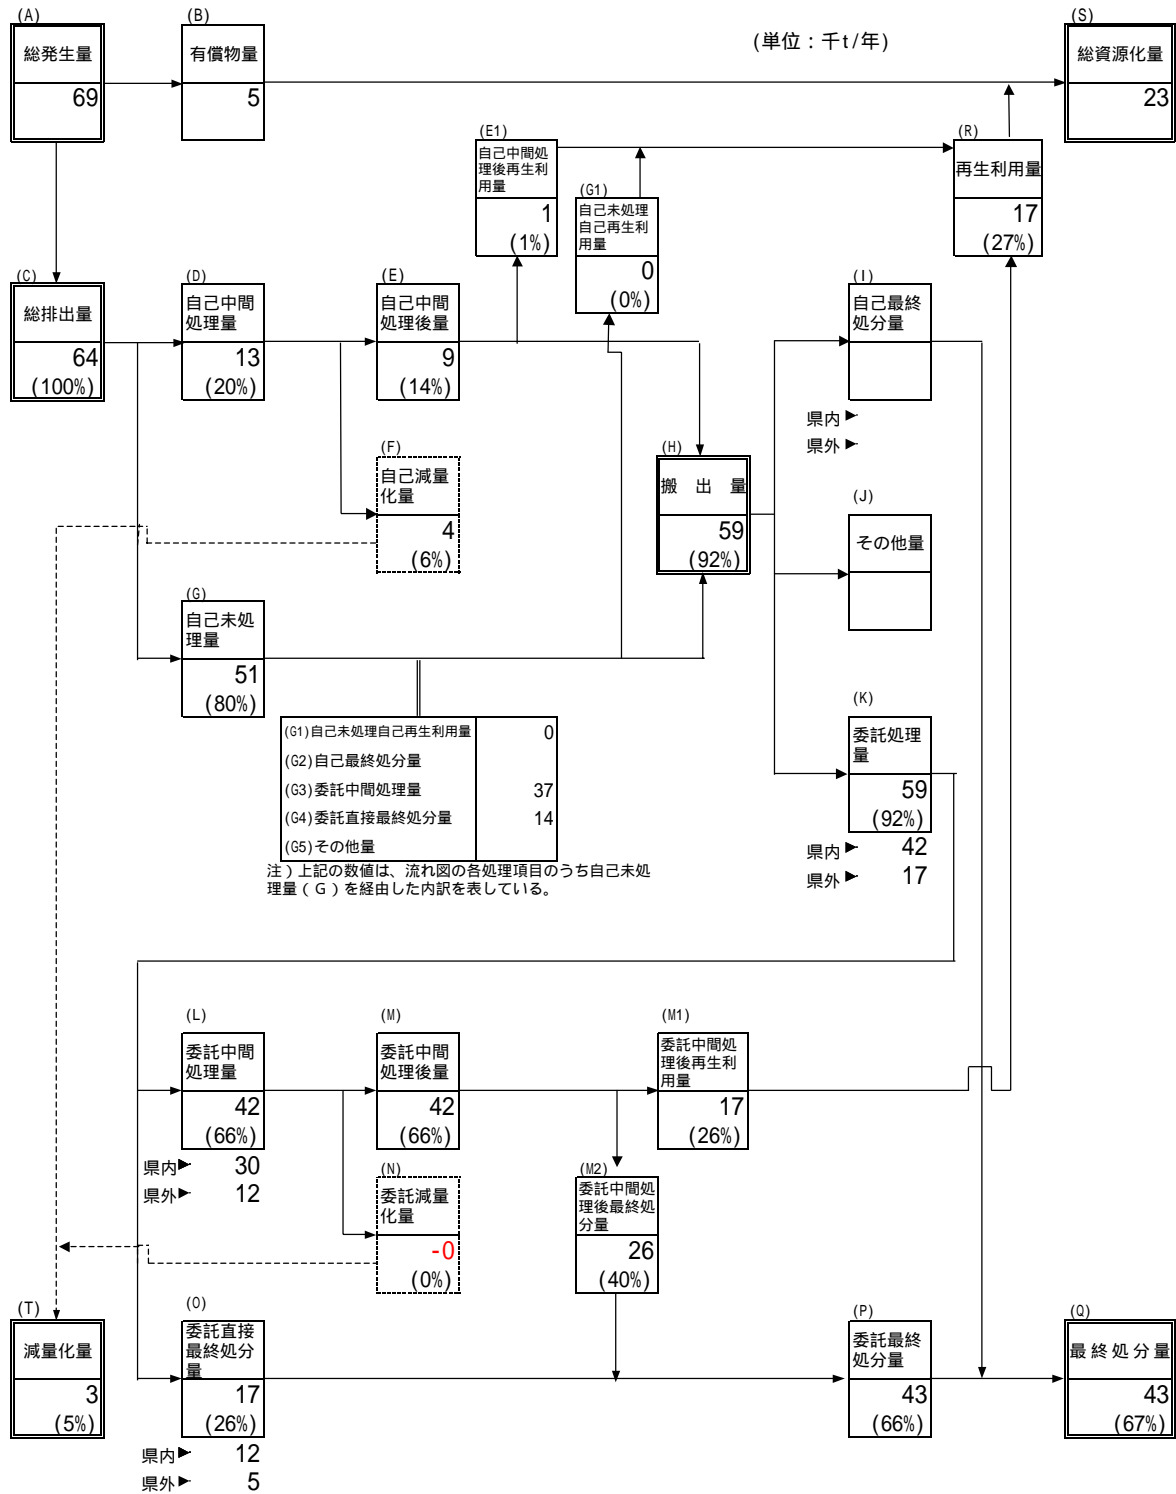 (A)
総発生量
69
(B)
有償物量
5
(単位：千t/年)
(S)
総資源化量
23
(E1)
自己中間処
理後再生利
用量
1
(1%)
(G1)
自己未処理
自己再生利
用量
0
(0%)
(R)
再生利用量
17
(27%)
(C)
総排出量
64
(100%)
(D)
自己中間
処理量
13
(20%)
(E)
自己中間
処理後量
9
(14%)
(I)
自己最終
処分量
県内►
県外►
(F)
自己減量
化量
4
(6%)
(H)
搬 出 量
59
(92%)
(J)
その他量
(G)
自己未処
理量
51
(80%)
(G1)自己未処理自己再生利用量 0
(G2)自己最終処分量
(G3)委託中間処理量 37
(G4)委託直接最終処分量 14
(G5)その他量
注）上記の数値は、流れ図の各処理項目のうち自己未処
理量（G）を経由した内訳を表している。
(K)
委託処理
量
59
(92%)
県内► 42
県外► 17
(L)
委託中間
処理量
42
(66%)
県内► 30
県外► 12
(M)
委託中間
処理後量
42
(66%)
(M1)
委託中間処
理後再生利
用量
17
(26%)
(N)
委託減量
化量
-0
(0%)
(M2)
委託中間処
理後最終処
分量
26
(40%)
(T)
減量化量
3
(5%)
(O)
委託直接
最終処分
量
17
(26%)
県内► 12
県外► 5
(P)
委託最終
処分量
43
(66%)
(Q)
最終処分量
43
(67%)